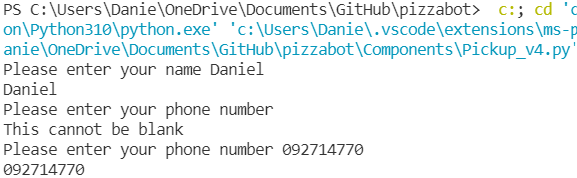 PS C:\Users\Danie\OneDrive\Documents\GitHub\pizzabot>  c:; cd 'c
on\Python310\python.exe' 'c:\Users\Danie\.vscode\extensions\ms-p
anie\OneDrive\Documents\GitHub\pizzabot\Components\Pickup_v4.py'
Please enter your name Daniel
Daniel
Please enter your phone number
This cannot be blank
Please enter your phone number 092714770
092714770